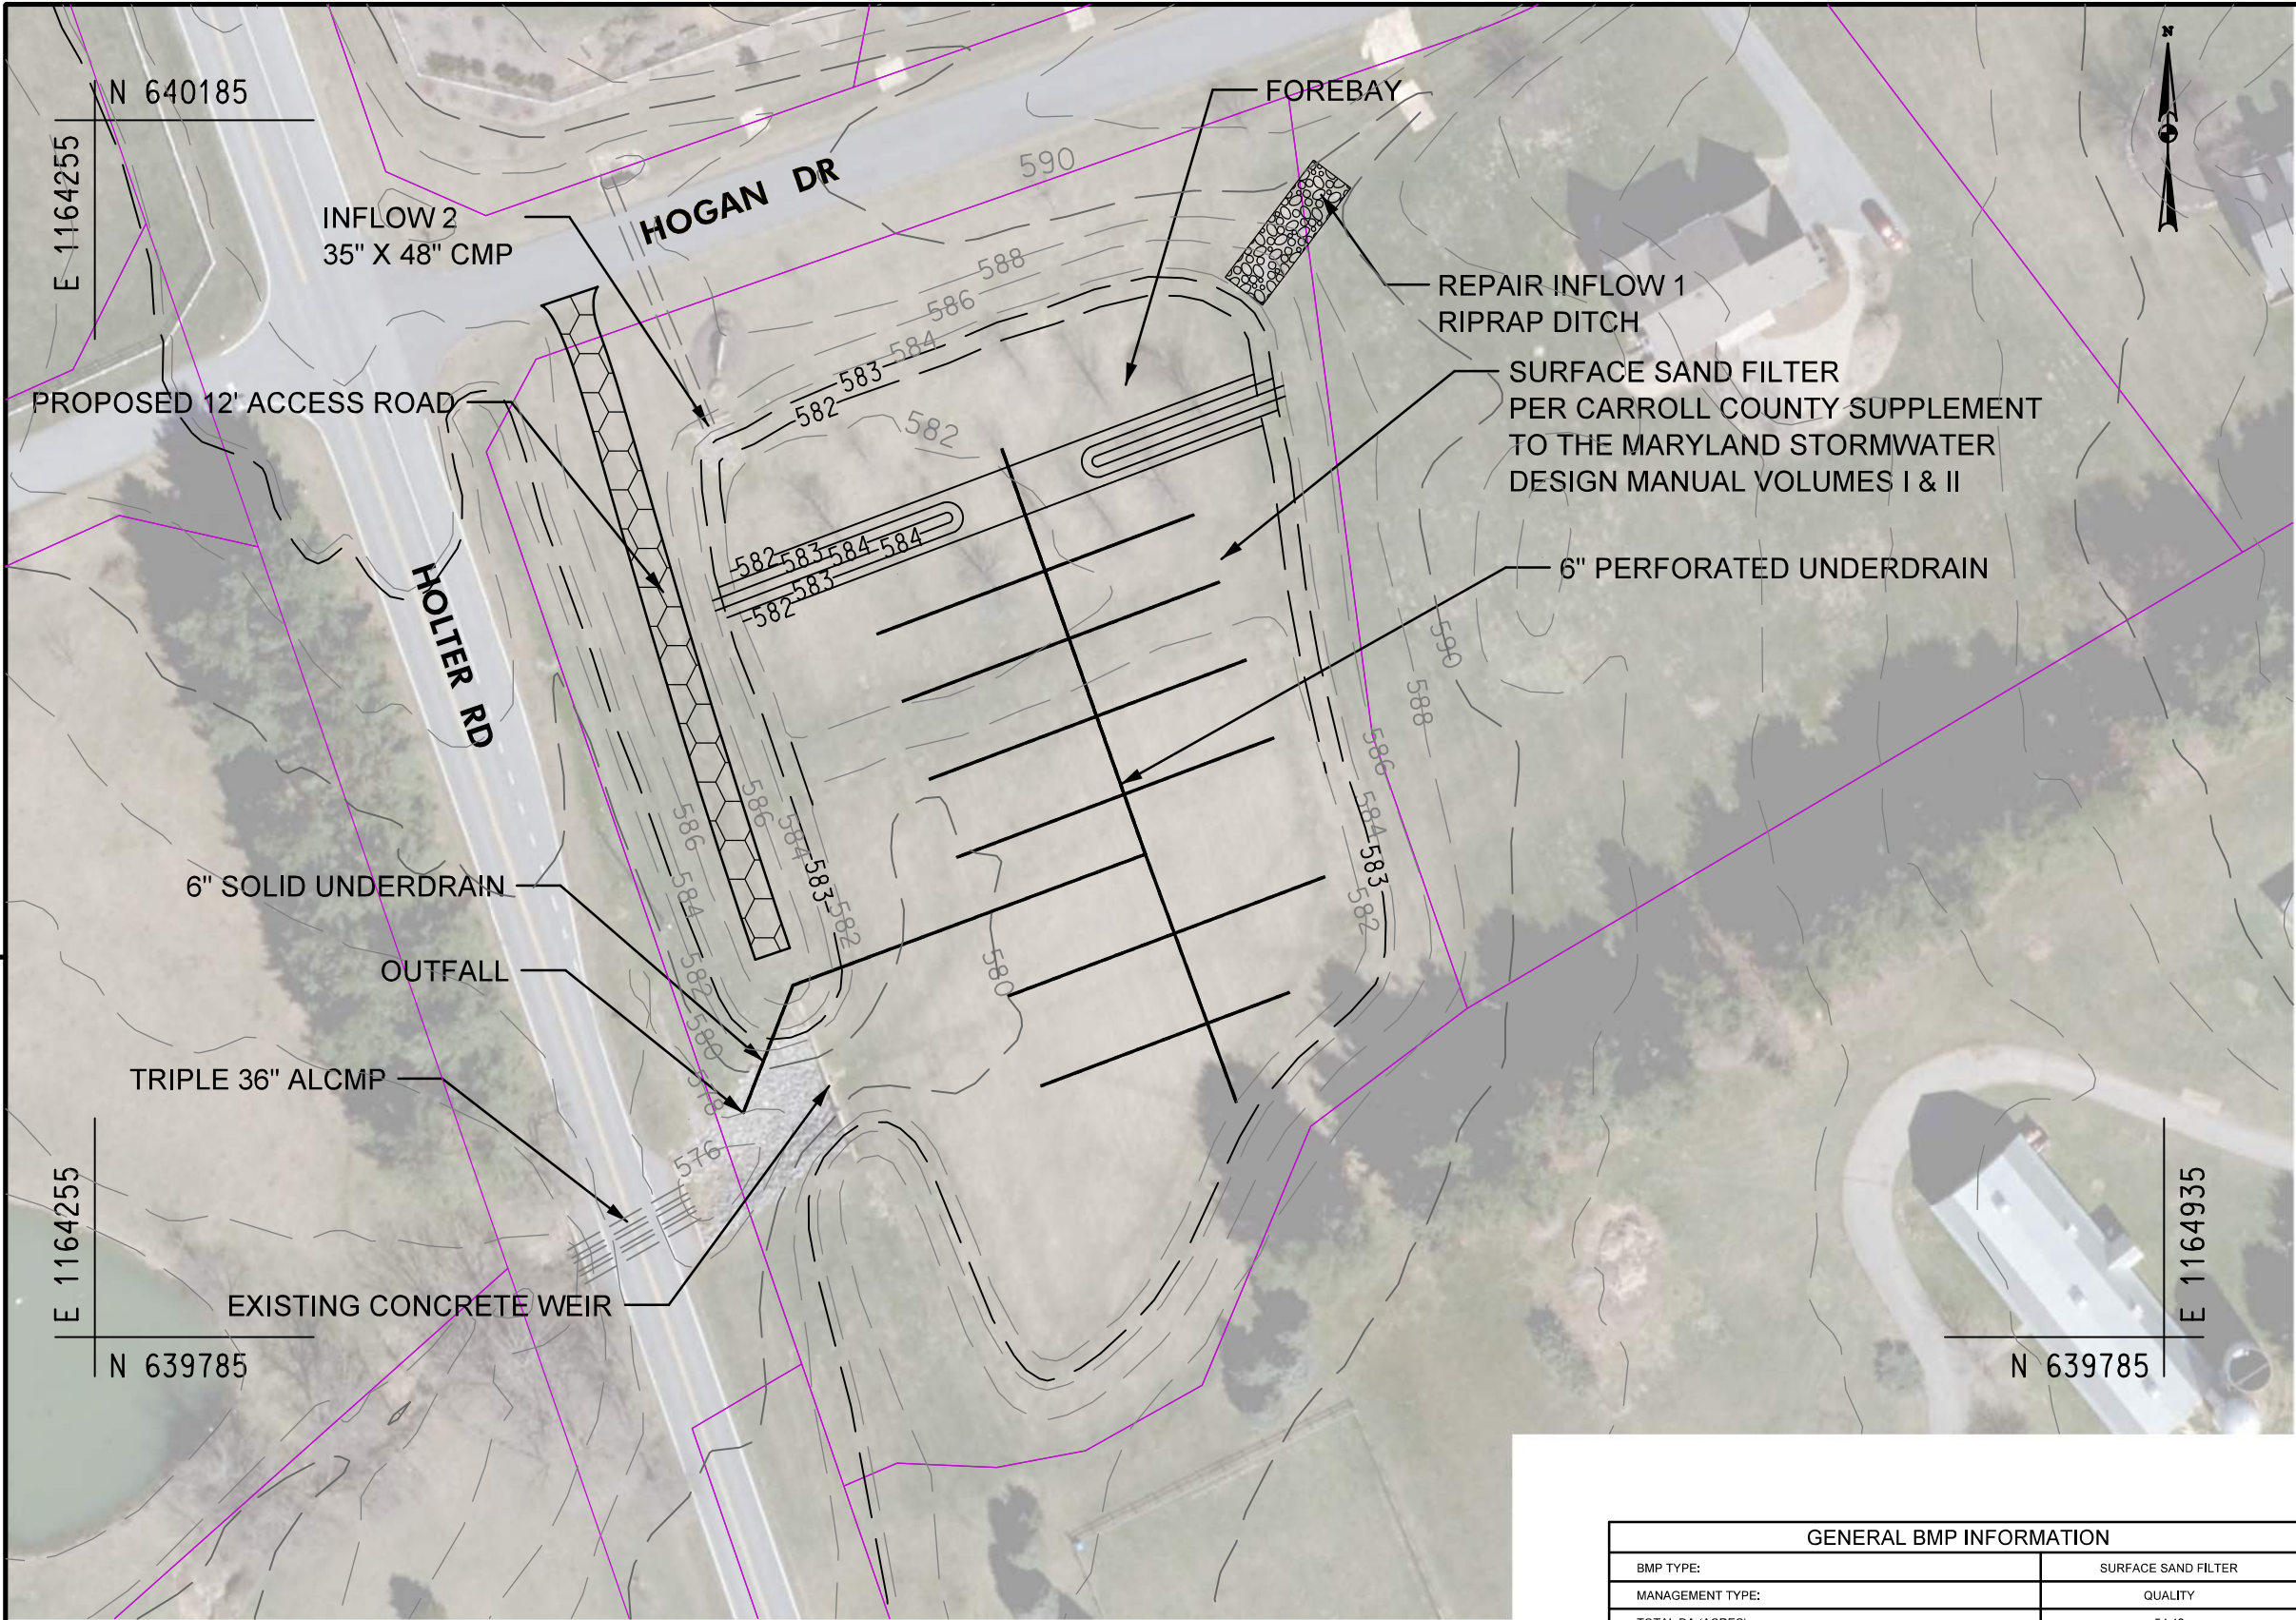 N
N 640185
E 1164255
FOREBAY
590
HOGAN DR
INFLOW 2
35" X 48" CMP
588
586
584
583
582
582
REPAIR INFLOW 1
RIPRAP DITCH
SURFACE SAND FILTER
PER CARROLL COUNTY SUPPLEMENT
TO THE MARYLAND STORMWATER
DESIGN MANUAL VOLUMES I & II
PROPOSED 12' ACCESS ROAD
582 583 584 584
582 583
6" PERFORATED UNDERDRAIN
HOLTER RD
590
588
586
584
583
582
586
584
582
580
578
576
586
584
583
582
580
6" SOLID UNDERDRAIN
OUTFALL
TRIPLE 36" ALCMP
EXISTING CONCRETE WEIR
E 1164255
N 639785
E 1164935
N 639785
GENERAL BMP INFORMATION
BMP TYPE: SURFACE SAND FILTER
MANAGEMENT TYPE: QUALITY